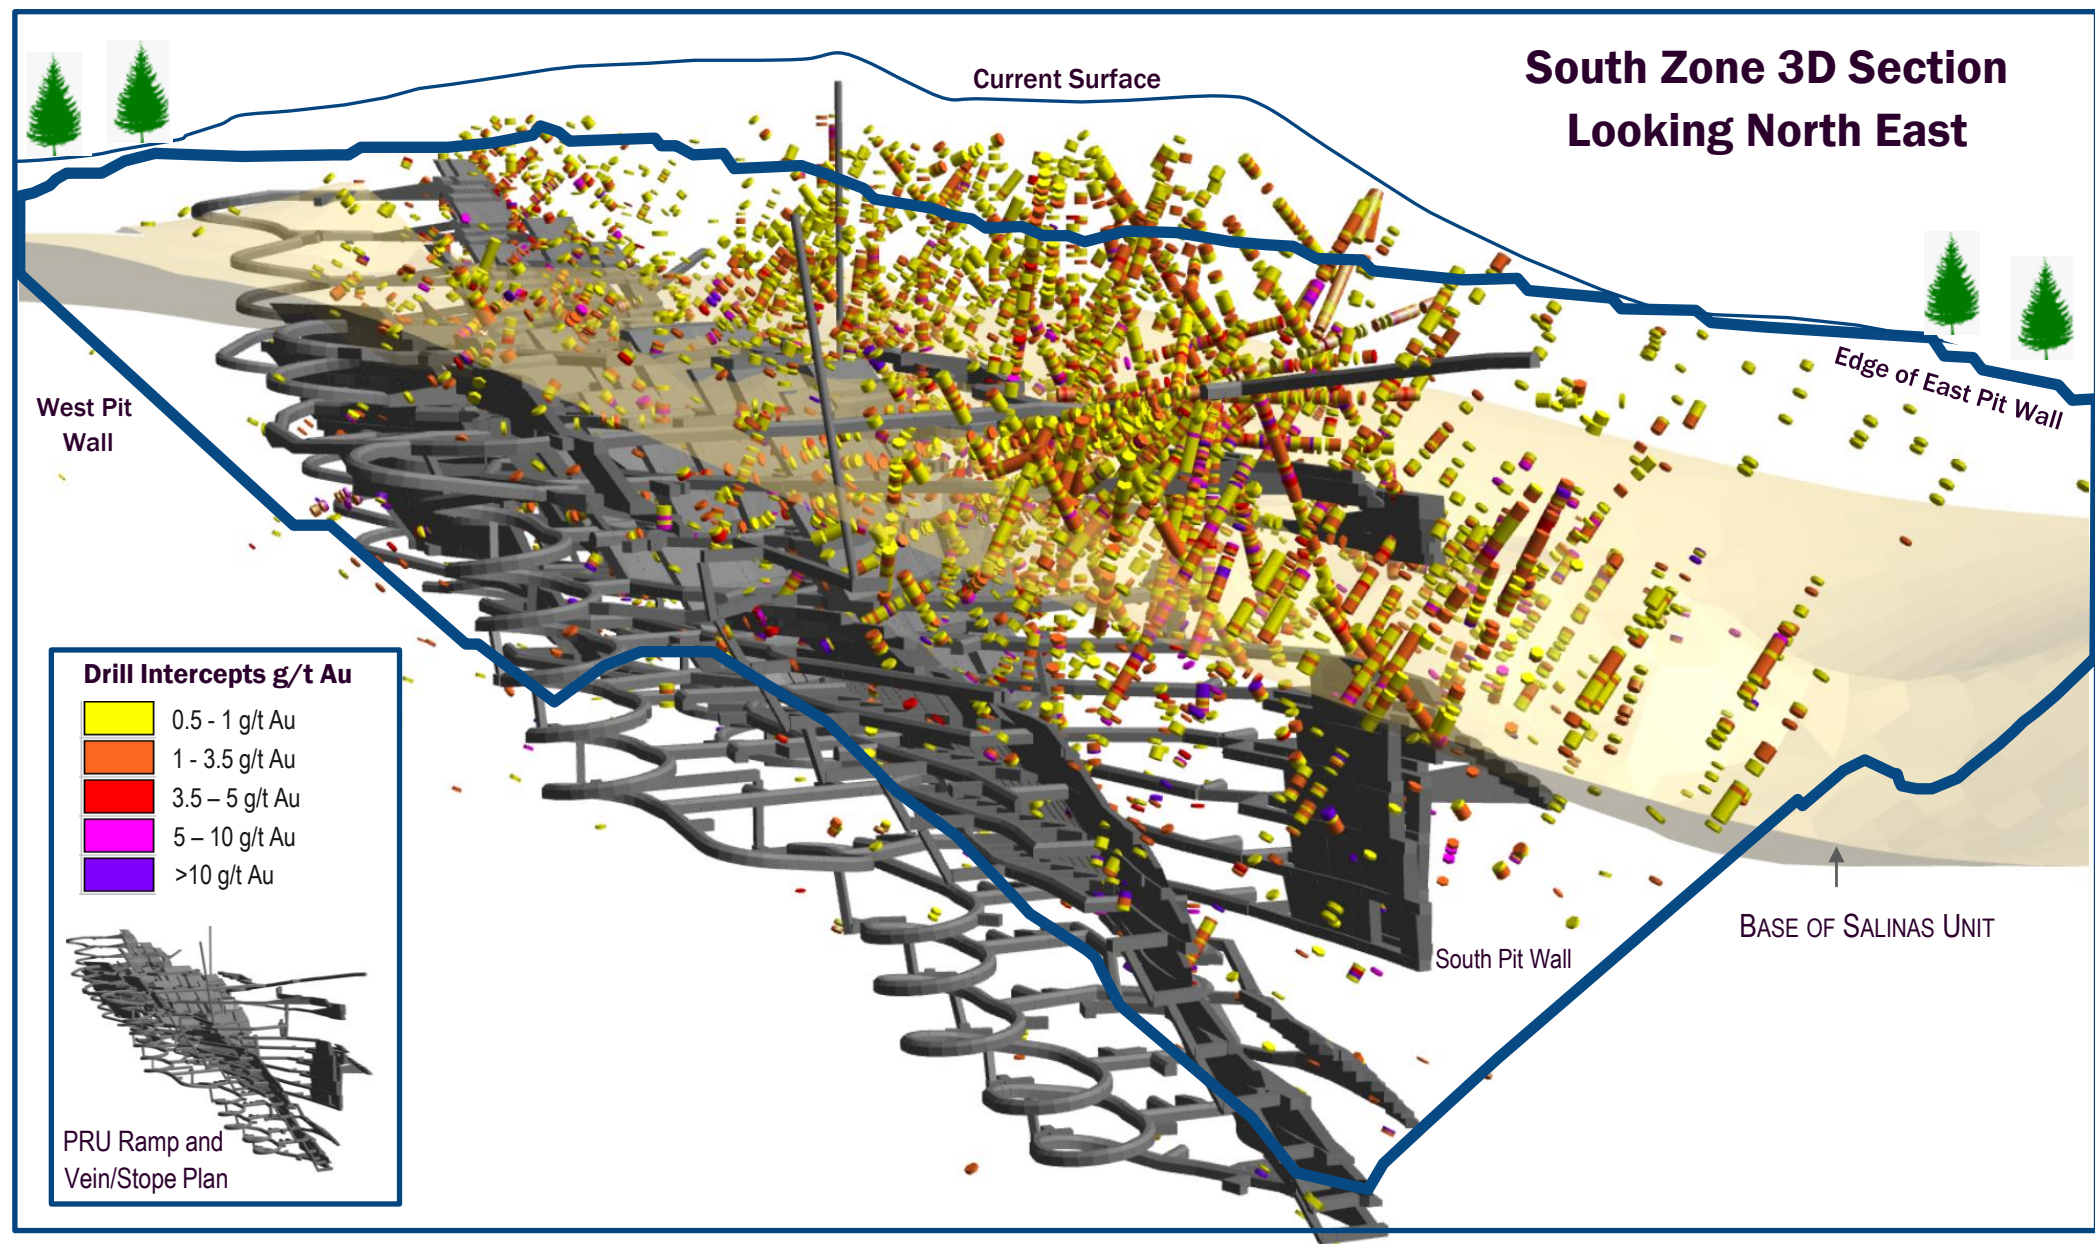 South Zone 3D Section
Looking North East
Current Surface
Edge of East Pit Wall
West Pit
Wall
Drill Intercepts g/t Au
0.5 - 1 g/t Au
1 - 3.5 g/t Au
3.5 – 5 g/t Au
5 – 10 g/t Au
>10 g/t Au
PRU Ramp and
Vein/Stope Plan
South Pit Wall
BASE OF SALINAS UNIT